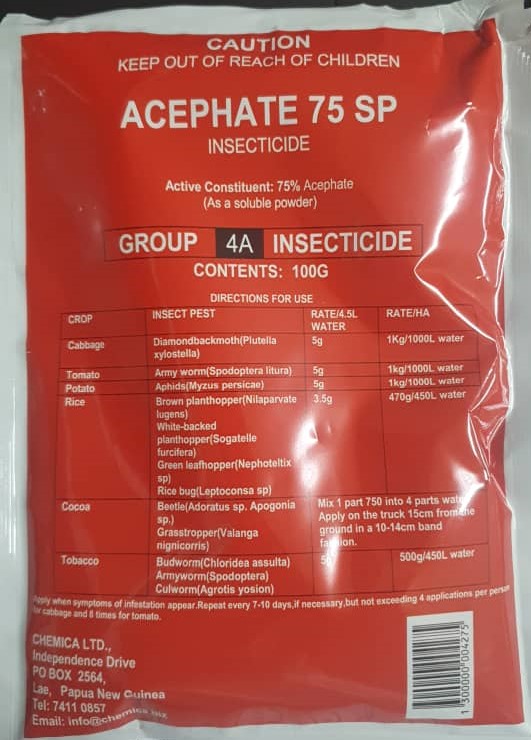 CAUTION
KEEP OUT OF REACH OF CHILDREN
ACEPHATE 75 SP
INSECTICIDE
Active Constituent: 75% Acephate
(As a soluble powder)
GROUP 4A INSECTICIDE
CONTENTS: 100G
DIRECTIONS FOR USE
CROP INSECT PEST RATE/4.5L WATER RATE/HA
Cabbage Diamondbackmoth(Plutella xylostella) 5g 1Kg/1000L water
Tomato Army worm(Spodoptera litura) 5g 1kg/1000L water
Potato Aphids(Myzus persicae) 5g 1kg/1000L water
Rice Brown planthopper(Nilaparvate lugens) 3.5g 470g/450L water
White-backed
planthopper(Sogatelle
furcifera)
Green leafhopper(Nephoteltix
sp)
Rice bug(Leptoconsa sp)
Cocoa Beetle(Adoratus sp. Apogonia sp.) Mix 1 part 750 into 4 parts water
Grasstropper(Valanga
nignicorris)
Apply on the truck 15cm from the
ground in a 10-14cm band
Tobacco Budworm(Chloridea assulta) 500g/450L water
Armyworm(Spodoptera)
Culworm(Agrotis yosion)
Apply when symptoms of infestation appear.Repeat every 7-10 days,if necessary,but not exceeding 4 applications per person
for cabbage and 6 times for tomato.
CHEMICA LTD.,
Independence Drive
PO BOX 2564,
Lae, Papua New Guinea
Tel: 7411 0857
Email:
1 300000 004275